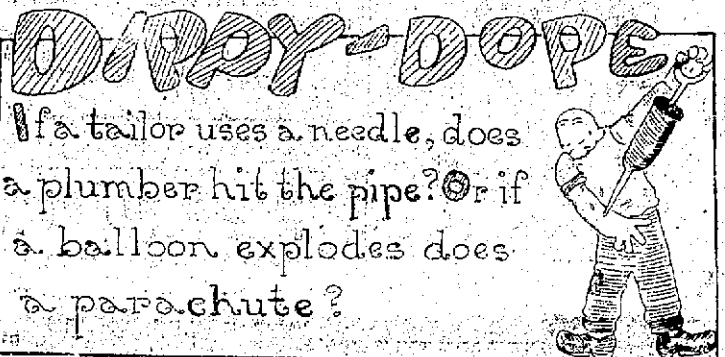 DIPPY-DOPE
If a tailor uses a needle, does
a plumber hit the pipe? Or if
a balloon explodes does
a parachute?